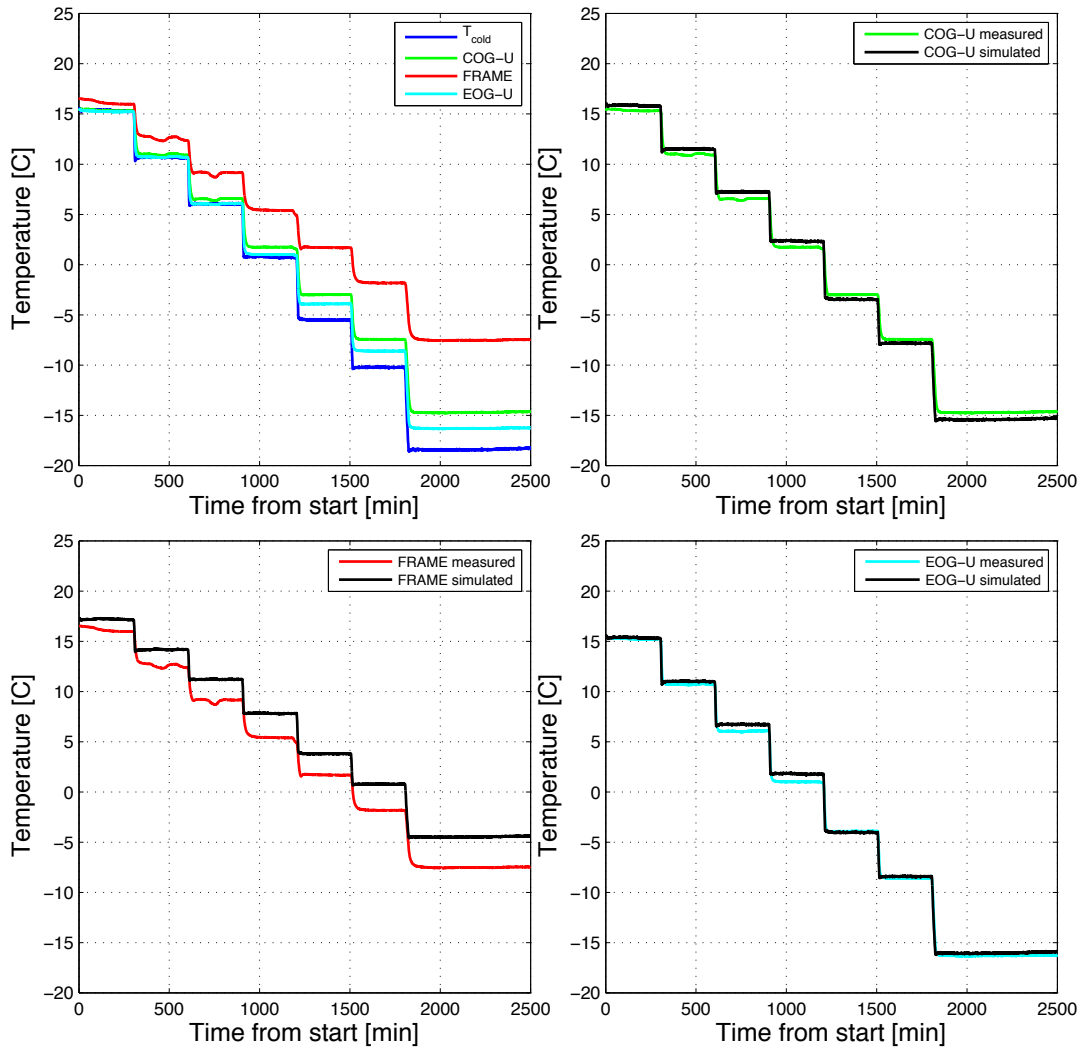 25
20
15
10
5
0
−5
−10
−15
−20
0 500 1000 1500 2000 2500
Temperature [C]
Time from start [min]
T_cold
COG-U
FRAME
EOG-U
25
20
15
10
5
0
−5
−10
−15
−20
0 500 1000 1500 2000 2500
Temperature [C]
Time from start [min]
COG-U measured
COG-U simulated
25
20
15
10
5
0
−5
−10
−15
−20
0 500 1000 1500 2000 2500
Temperature [C]
Time from start [min]
FRAME measured
FRAME simulated
25
20
15
10
5
0
−5
−10
−15
−20
0 500 1000 1500 2000 2500
Temperature [C]
Time from start [min]
EOG-U measured
EOG-U simulated